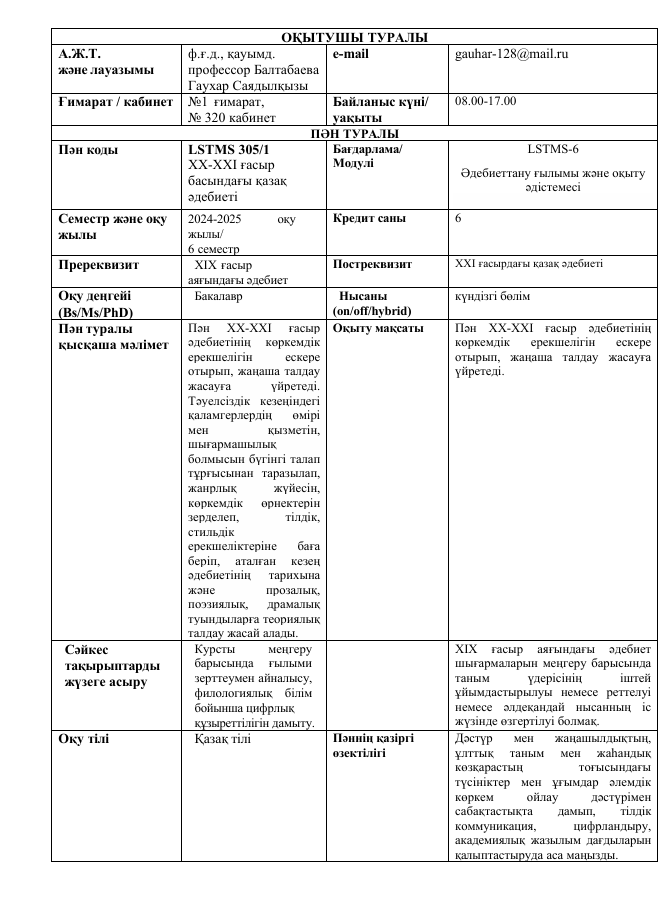 ОҚЫТУШЫ ТУРАЛЫ
А.Ж.Т.
және лауазымы
ф.ғ.д., қауымд.
профессор Балтабаева
Гаухар Саядылқызы
e-mail
gauhar-128@mail.ru
Ғимарат / кабинет
№1 ғимарат,
№ 320 кабинет
Байланыс күні/
уақыты
08.00-17.00
ПӘН ТУРАЛЫ
Пән коды
LSTMS 305/1
ХХ-ХХІ ғасыр
басындағы қазақ
әдебиеті
Бағдарлама/
Модулі
LSTMS-6
Әдебиеттану ғылымы және оқыту
әдістемесі
Семестр және оқу
жылы
2024-2025 оқу
жылы/
6 семестр
Кредит саны
6
Пререквизит
ХІХ ғасыр
аяғындағы әдебиет
Постреквизит
ХХІ ғасырдағы қазақ әдебиеті
Оқу деңгейі
(Bs/Ms/PhD)
Бакалавр
Нысаны
(on/off/hybrid)
күндізгі бөлім
Пән туралы
қысқаша мәлімет
Пән ХХ-ХХІ ғасыр
әдебиетінің көркемдік
ерекшелігін ескере
отырып, жаңаша талдау
жасауға үйретеді.
Тәуелсіздік кезеңіндегі
қаламгерлердің өмірі
мен қызметін,
шығармашылық
болмысын бүгінгі талап
тұрғысынан таразылап,
жанрлық жүйесін,
көркемдік өрнектерін
зерделеп, тілдік,
стильдік
ерекшеліктеріне баға
беріп, аталған кезең
әдебиетінің тарихына
және прозалық,
поэзиялық, драмалық
туындыларға теориялық
талдау жасай алады.
Оқыту мақсаты
Пән ХХ-ХХІ ғасыр әдебиетінің
көркемдік ерекшелігін ескере
отырып, жаңаша талдау жасауға
үйретеді.
Сәйкес
тақырыптарды
жүзеге асыру
Курсты меңгеру
барысында ғылыми
зерттеумен айналысу,
филологиялық білім
бойынша цифрлық
құзыреттілігін дамыту.
ХІХ ғасыр аяғындағы әдебиет
шығармаларын меңгеру барысында
таным үдерісінің іштей
ұйымдастырылуы немесе реттелуі
немесе әлдеқандай нысанның іс
жүзінде өзгертілуі болмақ.
Оқу тілі
Қазақ тілі
Пәннің қазіргі
өзектілігі
Дәстүр мен жаңашылдықтың,
ұлттық таным мен жаһандық
көзқарастың тоғысындағы
түсініктер мен ұғымдар әлемдік
көркем ойлау дәстүрімен
сабақтастықта дамып, тілдік
коммуникация, цифрландыру,
академиялық жазылым дағдыларын
қалыптастыруда аса маңызды.